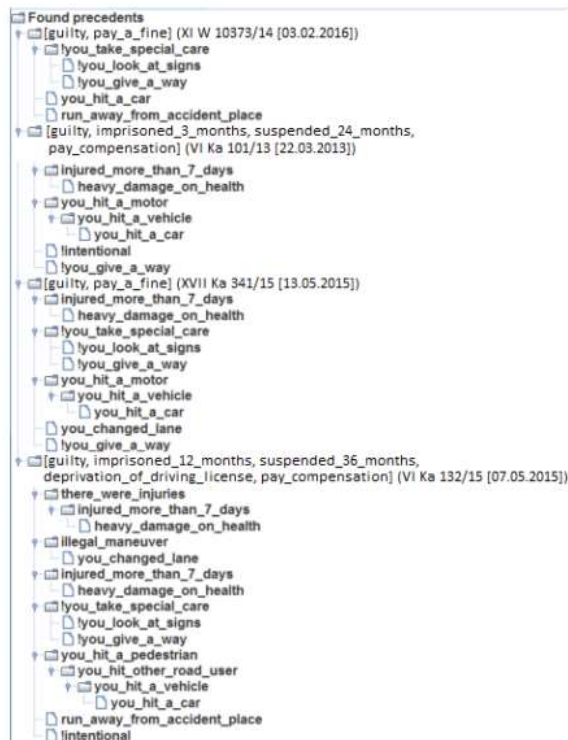 Found precedents
[guilty, pay_a_fine] (XI W 10373/14 [03.02.2016])
!you_take_special_care
!you_look_at_signs
!you_give_a_way
you_hit_a_car
run_away_from_accident_place
[guilty, imprisoned_3_months, suspended_24_months,
pay_compensation] (VI Ka 101/13 [22.03.2013])
injured_more_than_7_days
heavy_damage_on_health
you_hit_a_motor
you_hit_a_vehicle
you_hit_a_car
!intentional
!you_give_a_way
[guilty, pay_a_fine] (XVII Ka 341/15 [13.05.2015])
injured_more_than_7_days
heavy_damage_on_health
!you_take_special_care
!you_look_at_signs
!you_give_a_way
you_hit_a_motor
you_hit_a_vehicle
you_hit_a_car
you_changed_lane
!you_give_a_way
[guilty, imprisoned_12_months, suspended_36_months,
deprivation_of_driving_license, pay_compensation] (VI Ka 132/15 [07.05.2015])
there_were_injuries
injured_more_than_7_days
heavy_damage_on_health
illegal_maneuver
you_changed_lane
injured_more_than_7_days
heavy_damage_on_health
!you_take_special_care
!you_look_at_signs
!you_give_a_way
you_hit_a_pedestrian
you_hit_other_road_user
you_hit_a_vehicle
you_hit_a_car
run_away_from_accident_place
!intentional